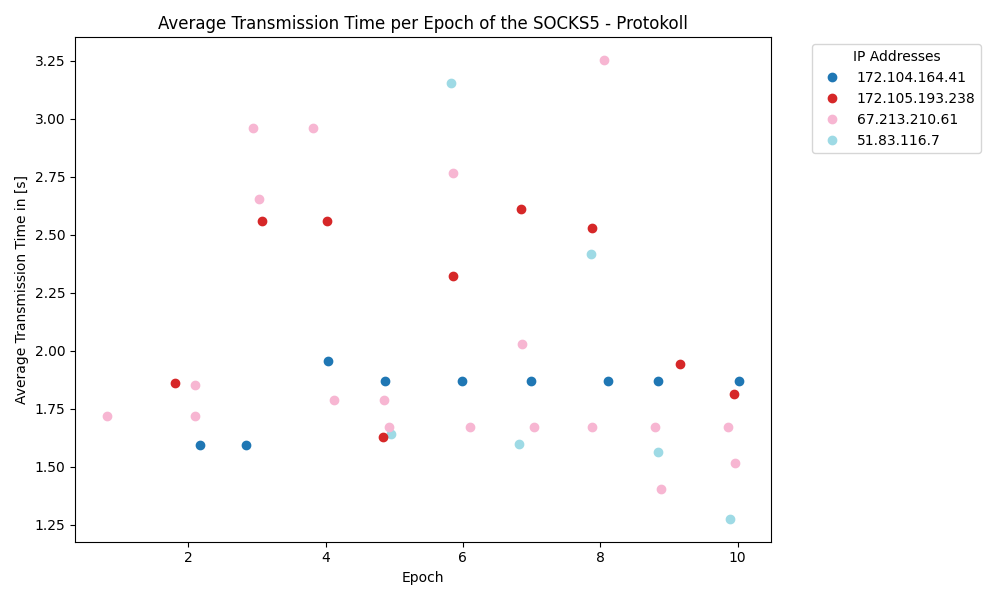 Average Transmission Time per Epoch of the SOCKS5 - Protokoll
IP Addresses
172.104.164.41
172.105.193.238
67.213.210.61
51.83.116.7
Average Transmission Time in [s]
3.25
3.00
2.75
2.50
2.25
2.00
1.75
1.50
1.25
2 4 6 8 10
Epoch